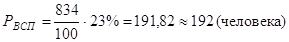 P_ВСП = 834/100 · 23% = 191,82 ≈ 192 (человека)